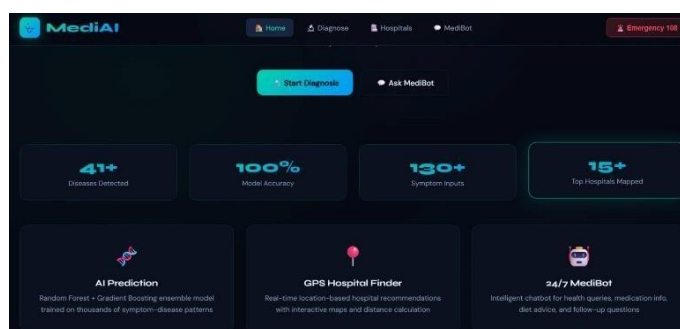 MediAI
Home Diagnose Hospitals MediBot Emergency 108
Start Diagnosis Ask MediBot
41+ 100% 130+ 15+
Diseases Detected Model Accuracy Symptom Inputs Top Hospitals Mapped
AI Prediction GPS Hospital Finder 24/7 MediBot
Random Forest + Gradient Boosting ensemble model Real-time location-based hospital recommendations Intelligent chatbot for health queries, medication info,
trained on thousands of symptom-disease patterns with interactive maps and distance calculation diet advice, and follow-up questions